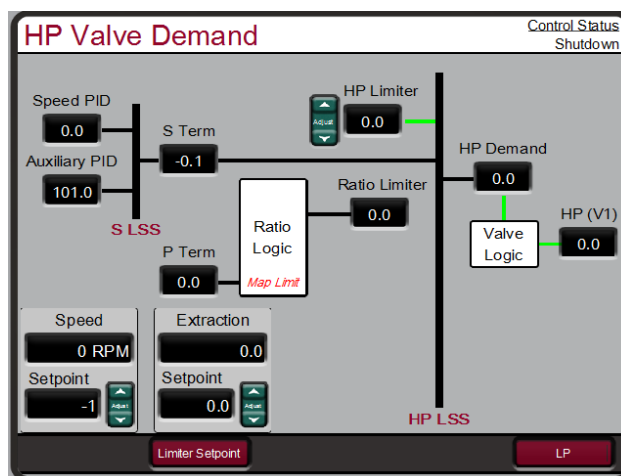 HP Valve Demand
Control Status
Shutdown
Speed PID
0.0
Auxiliary PID
101.0
S LSS
S Term
-0.1
HP Limiter
Adjust
0.0
HP Demand
0.0
HP (V1)
0.0
Valve
Logic
Ratio Limiter
0.0
Ratio
Logic
Map Limit
P Term
0.0
Speed
0 RPM
Setpoint
-1
Adjust
Extraction
0.0
Setpoint
0.0
Adjust
HP LSS
Limiter Setpoint
LP